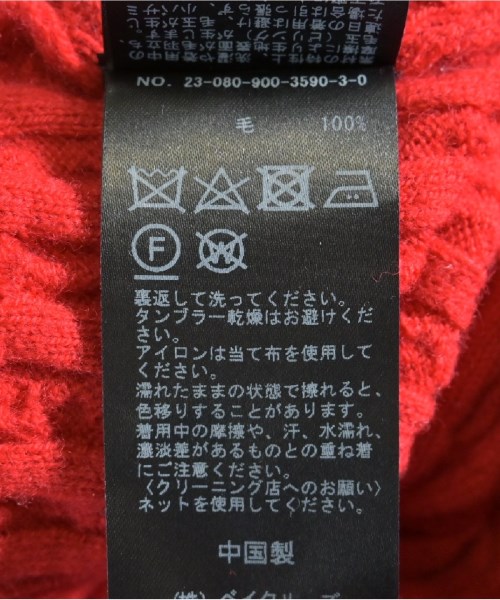 NO. 23-080-900-3590-3-0
毛 100%
F
W
裏返して洗ってください。
タンブラー乾燥はお避けくだ
さい。
アイロンは当て布を使用して
ください。
濡れたままの状態で擦れると、
色移りすることがあります。
着用中の摩擦や、汗、水濡れ、
濃淡差があるものとの重ね着
にご注意ください。
〈クリーニング店へのお願い〉
ネットを使用してください。
中国製
(株)ベイクルーズ